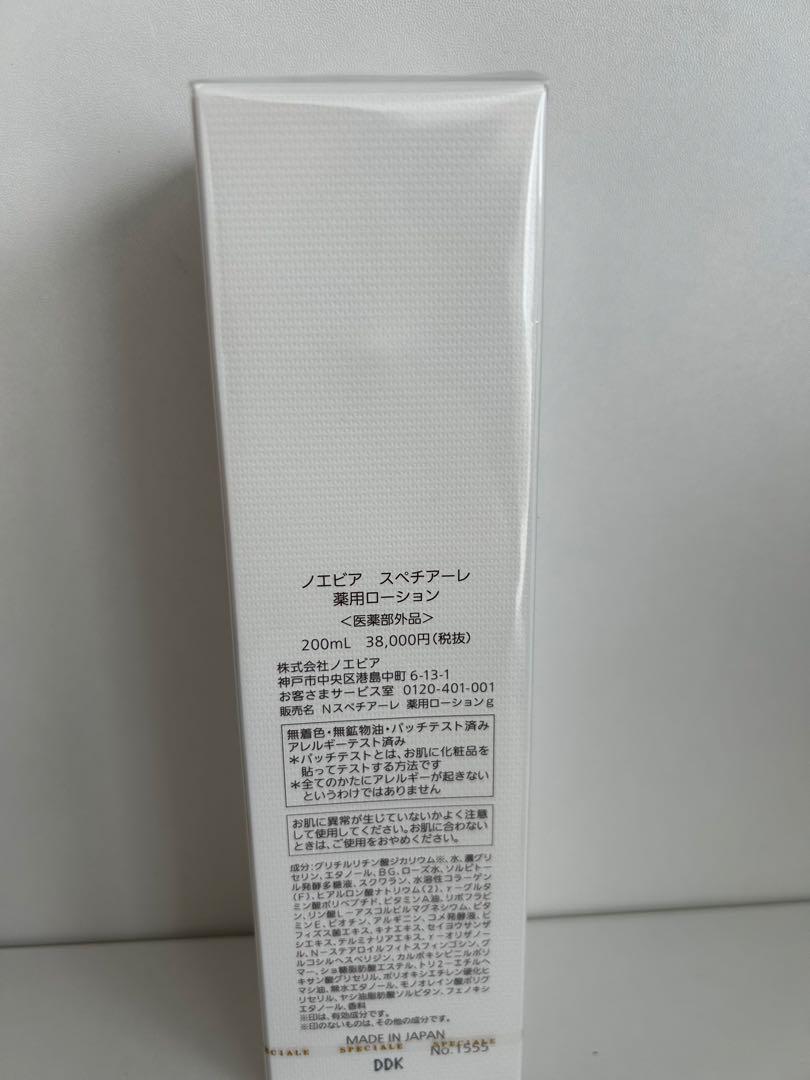 ノエビア　スペチアーレ
薬用ローション
＜医薬部外品＞
200mL　38,000円（税抜）
株式会社ノエビア
神戸市中央区港島中町 6-13-1
お客さまサービス室 0120-401-001
販売名 Nスペチアーレ 薬用ローションg
無着色・無鉱物油・パッチテスト済み
アレルギーテスト済み
＊パッチテストとは、お肌に化粧品を
貼ってテストする方法です
＊全てのかたにアレルギーが起きない
というわけではありません
お肌に異常が生じていないかよく注意
して使用してください。お肌に合わない
ときは、ご使用をおやめください。
成分：グリチルリチン酸ジカリウム※、水、濃グリ
セリン、エタノール、BG、ローズ水、ソルビトー
ル発酵多糖液、スクワラン、水溶性コラーゲン
（F）、ヒアルロン酸ナトリウム（2）、γーグルタ
ミン酸ポリペプチド、ビタミンA油、リボフラビ
ン、リン酸Lーアスコルビルマグネシウム、ビタ
ミンE、ビオチン、アルギニン、コメ発酵液、ビ
フィズス菌エキス、キナエキス、セイヨウサンザ
シエキス、テルミナリアエキス、γーオリザノー
ル、Nーステアロイルフィトスフィンゴシン、グ
ルコシルヘスペリジン、カルボキシビニルポリ
マー、ショ糖脂肪酸エステル、トリ2ーエチルヘ
キサン酸グリセリル、ポリオキシエチレン硬化ヒ
マシ油、無水エタノール、モノオレイン酸ポリグ
リセリル、ヤシ油脂肪酸ソルビタン、フェノキシ
エタノール、香料
※印は、有効成分です。
※印のないものは、その他の成分です。
MADE IN JAPAN
No.1555
SPECIALE
DDK